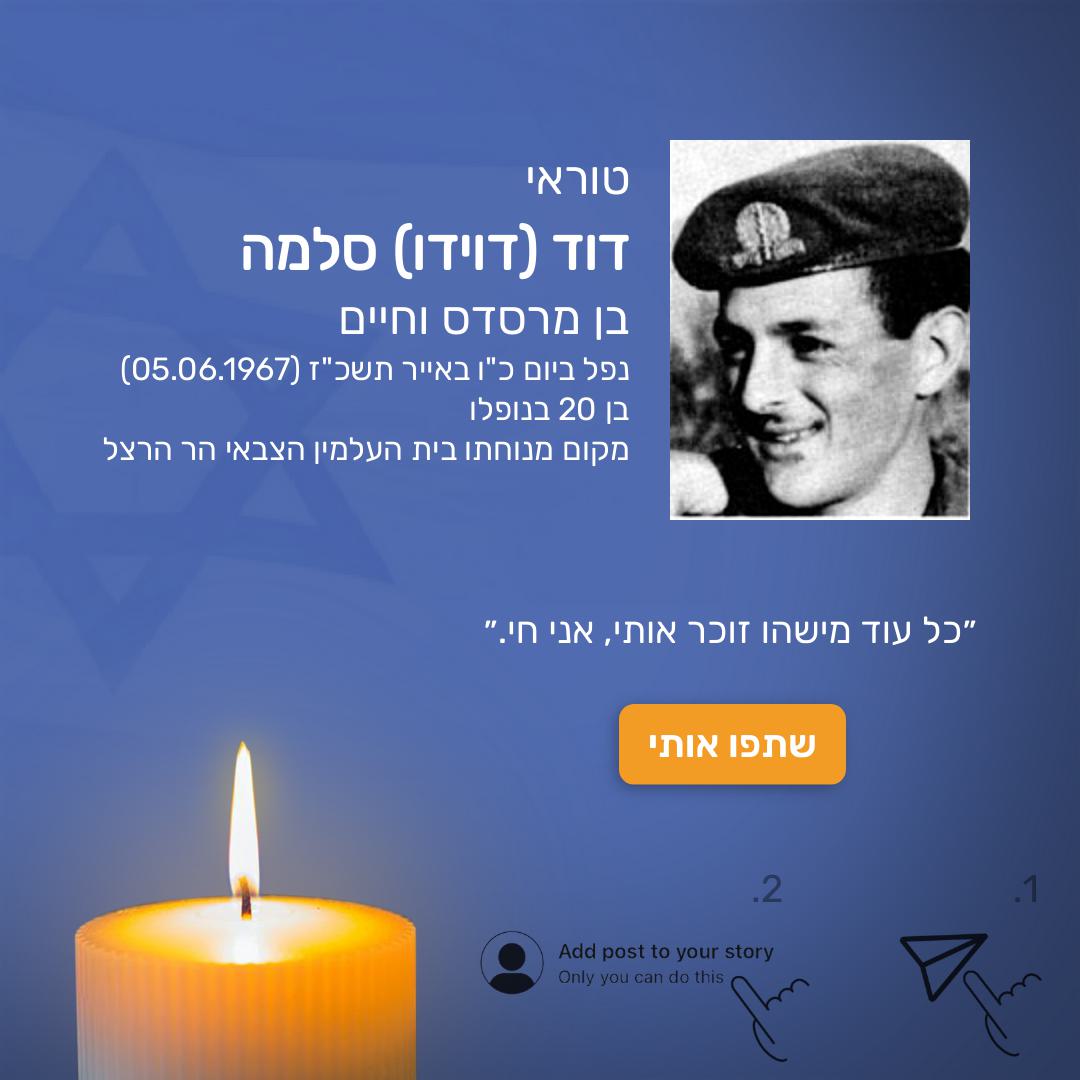 טוראי
דוד (דוידו) סלמה
בן מרסדס וחיים
נפל ביום כ"ו באייר תשכ"ז (05.06.1967)
בן 20 בנופלו
מקום מנוחתו בית העלמין הצבאי הר הרצל
״כל עוד מישהו זוכר אותי, אני חי.״
שתפו אותי
.1
.2
Add post to your story
Only you can do this